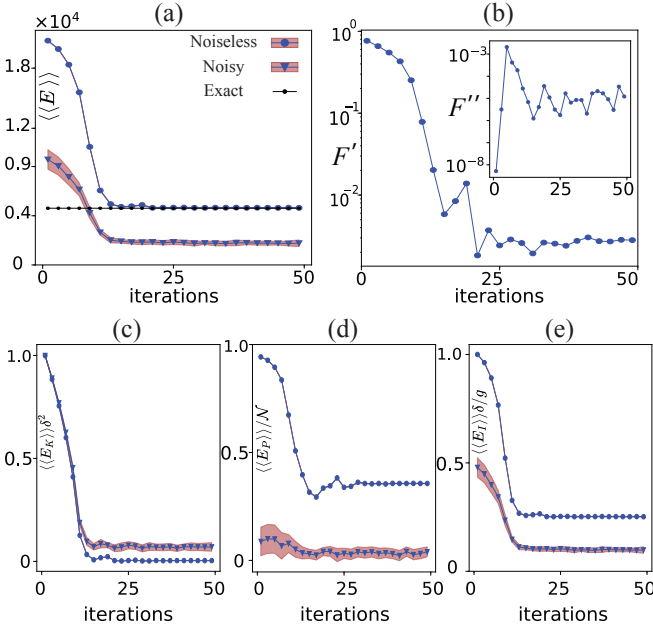 (a)
×10⁴
1.8
1.2
0.9
0.4
0
⟨⟨E⟩⟩
Noiseless
Noisy
Exact
0
25
50
iterations
(b)
10⁰
10⁻¹
10⁻²
F′
10⁻³
10⁻⁸
F″
0
25
50
0
25
50
iterations
(c)
1.0
0.5
0
⟨⟨E_K⟩⟩δ²
0
25
50
iterations
(d)
1.0
0.5
0
⟨⟨E_P⟩⟩/𝒩
0
25
50
iterations
(e)
1.0
0.5
0
⟨⟨E_I⟩⟩δ/g
0
25
50
iterations